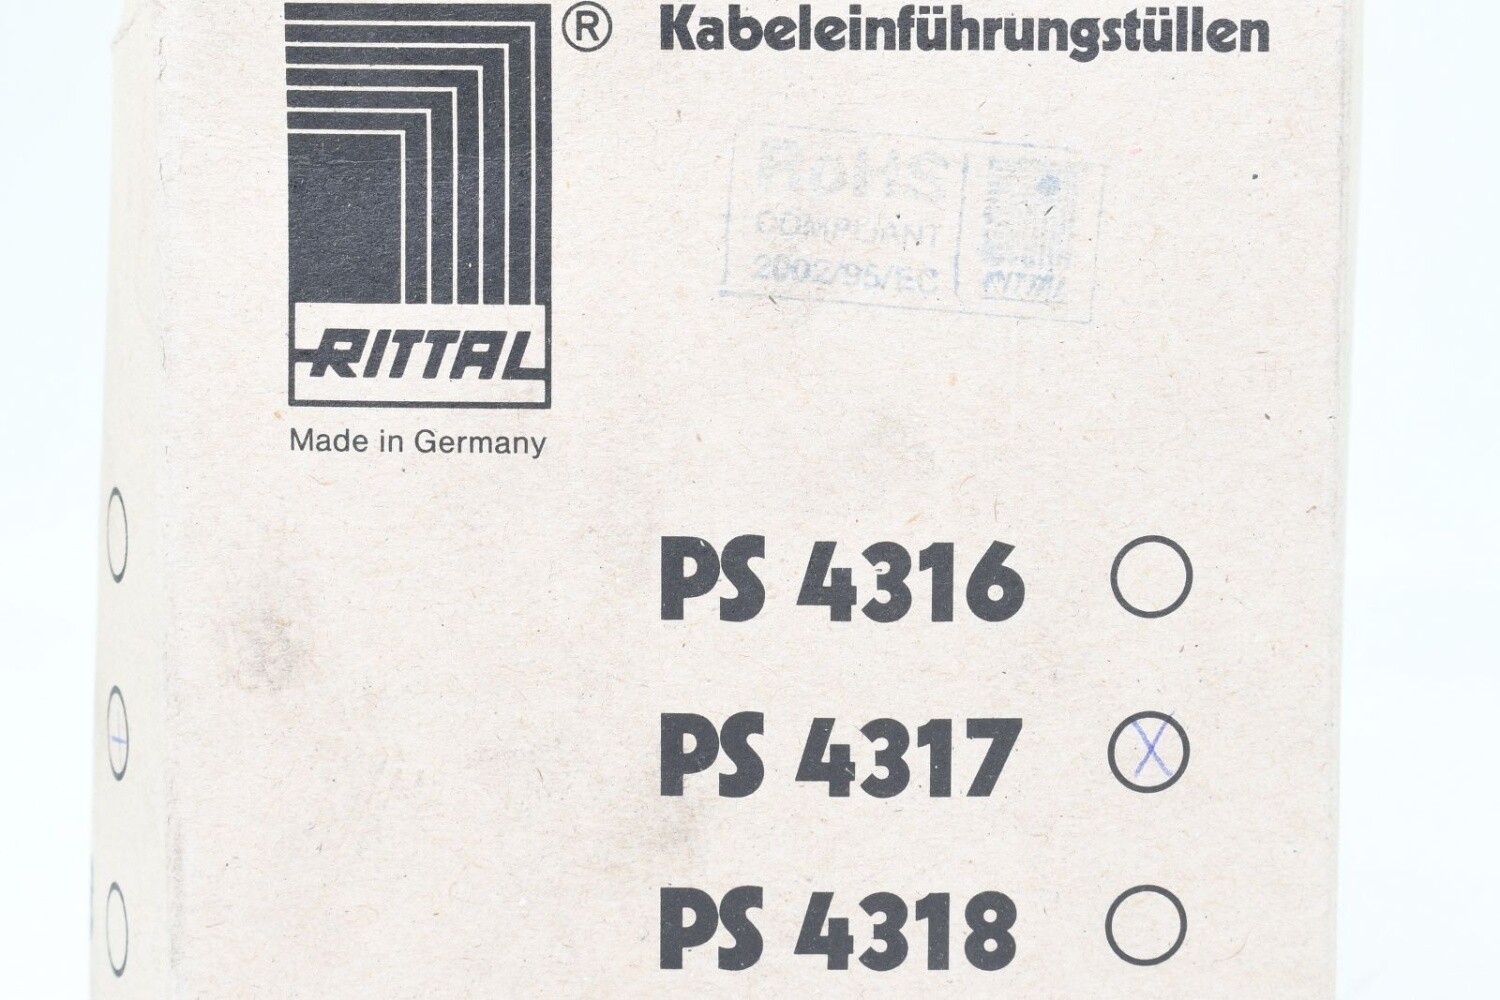 ® Kabeleinführungstüllen
RoHS
COMPLIANT
2002/95/EC
RITTAL
RITTAL
Made in Germany
PS 4316
PS 4317 X
PS 4318